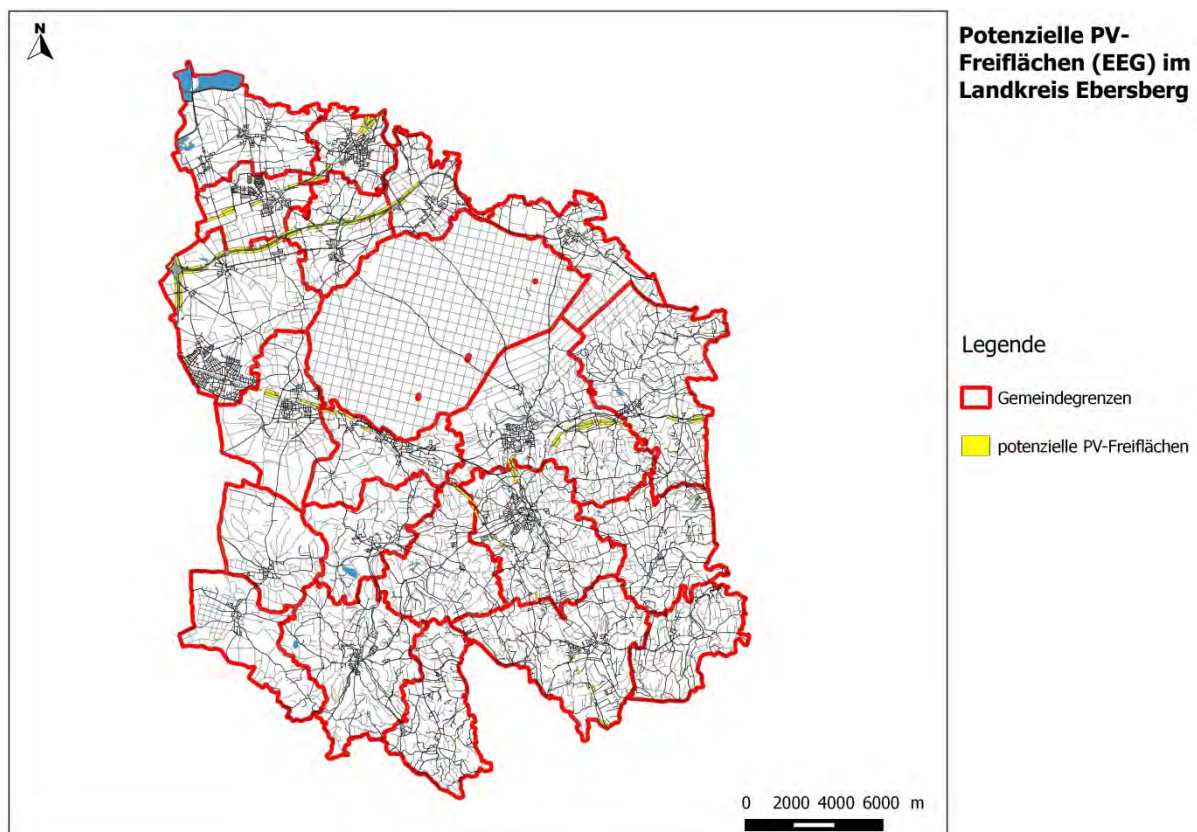 N
Potenzielle PV-
Freiflächen (EEG) im
Landkreis Ebersberg
Legende
Gemeindegrenzen
potenzielle PV-Freiflächen
0 2000 4000 6000 m